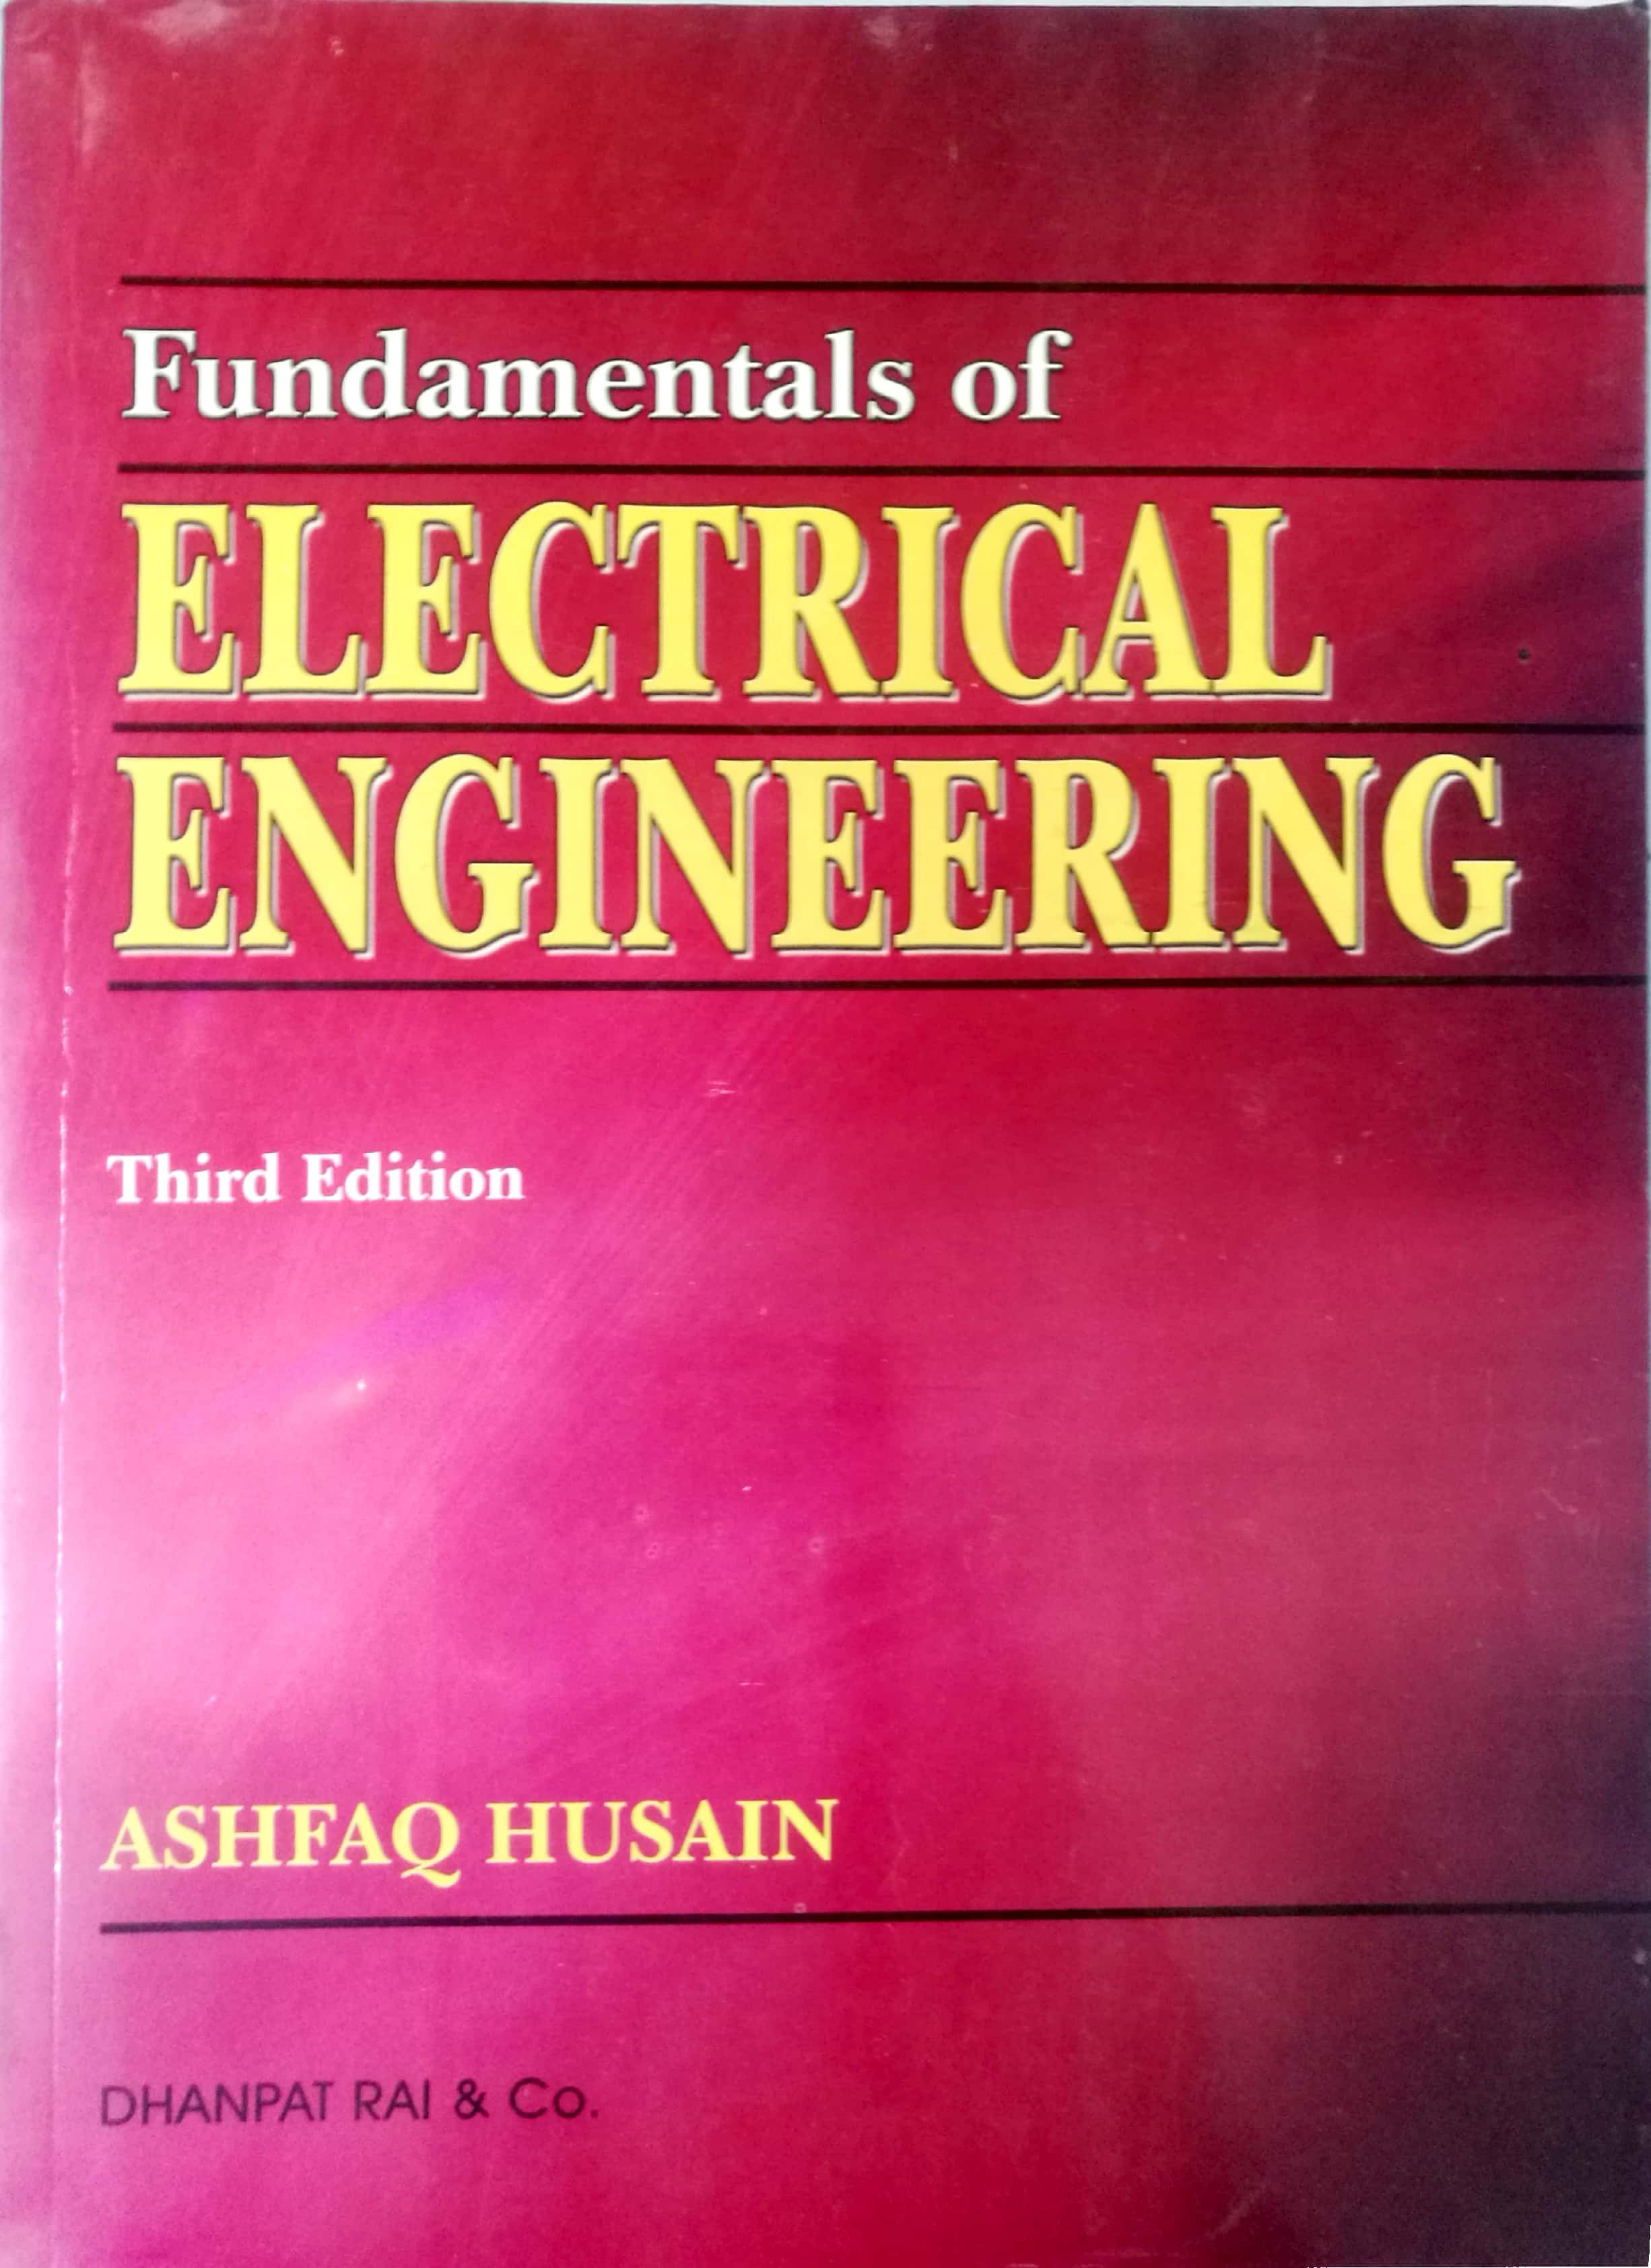 Fundamentals of
ELECTRICAL
ENGINEERING
Third Edition
ASHFAQ HUSAIN
DHANPAT RAI & Co.